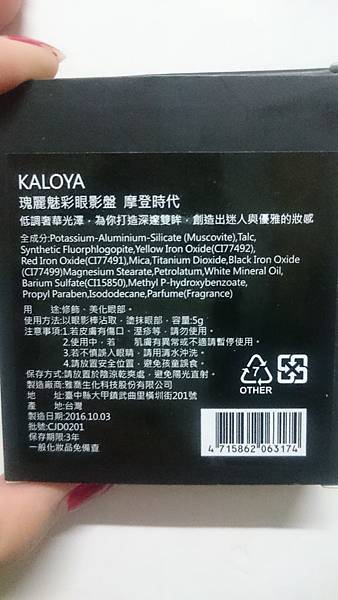 KALOYA
瑰麗魅彩眼影盤 摩登時代
低調奢華光澤，為你打造深邃雙眸，創造出迷人與優雅的妝感
全成分:Potassium-Aluminium-Silicate (Muscovite),Talc,
Synthetic Fluorphlogopite,Yellow Iron Oxide(CI77492),
Red Iron Oxide(CI77491),Mica,Titanium Dioxide,Black Iron Oxide
(CI77499)Magnesium Stearate,Petrolatum,White Mineral Oil,
Barium Sulfate(CI15850),Methyl P-hydroxybenzoate,
Propyl Paraben,Isododecane,Parfume(Fragrance)
用 途:修飾、美化眼部。
使用方法:以眼影棒沾取，塗抹眼部，容量:5g
注意事項:1.若皮膚有傷口、溼疹等，請勿使用。
2.使用中，若 肌膚有異常或不適請暫停使用。
3.若不慎誤入眼睛，請用清水沖洗。
4.請放置安全位置，避免孩童誤食。
保存方式:請放置於陰涼乾爽處，避免陽光直射。
製造廠商:雅喬生化科技股份有限公司
地 址:臺中縣大甲鎮武曲里橫圳街201號
產 地:台灣
製造日期:2016.10.03
批號:CJD0201
保存期限:3年
一般化妝品免備查
7
OTHER
4 715862 063174